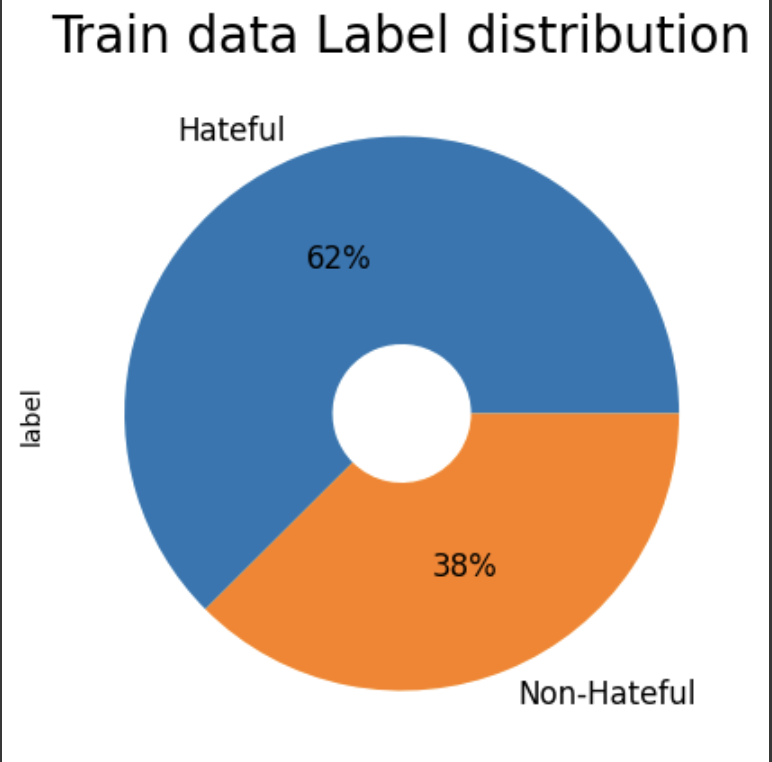 Train data Label distribution
Hateful
62%
label
38%
Non-Hateful